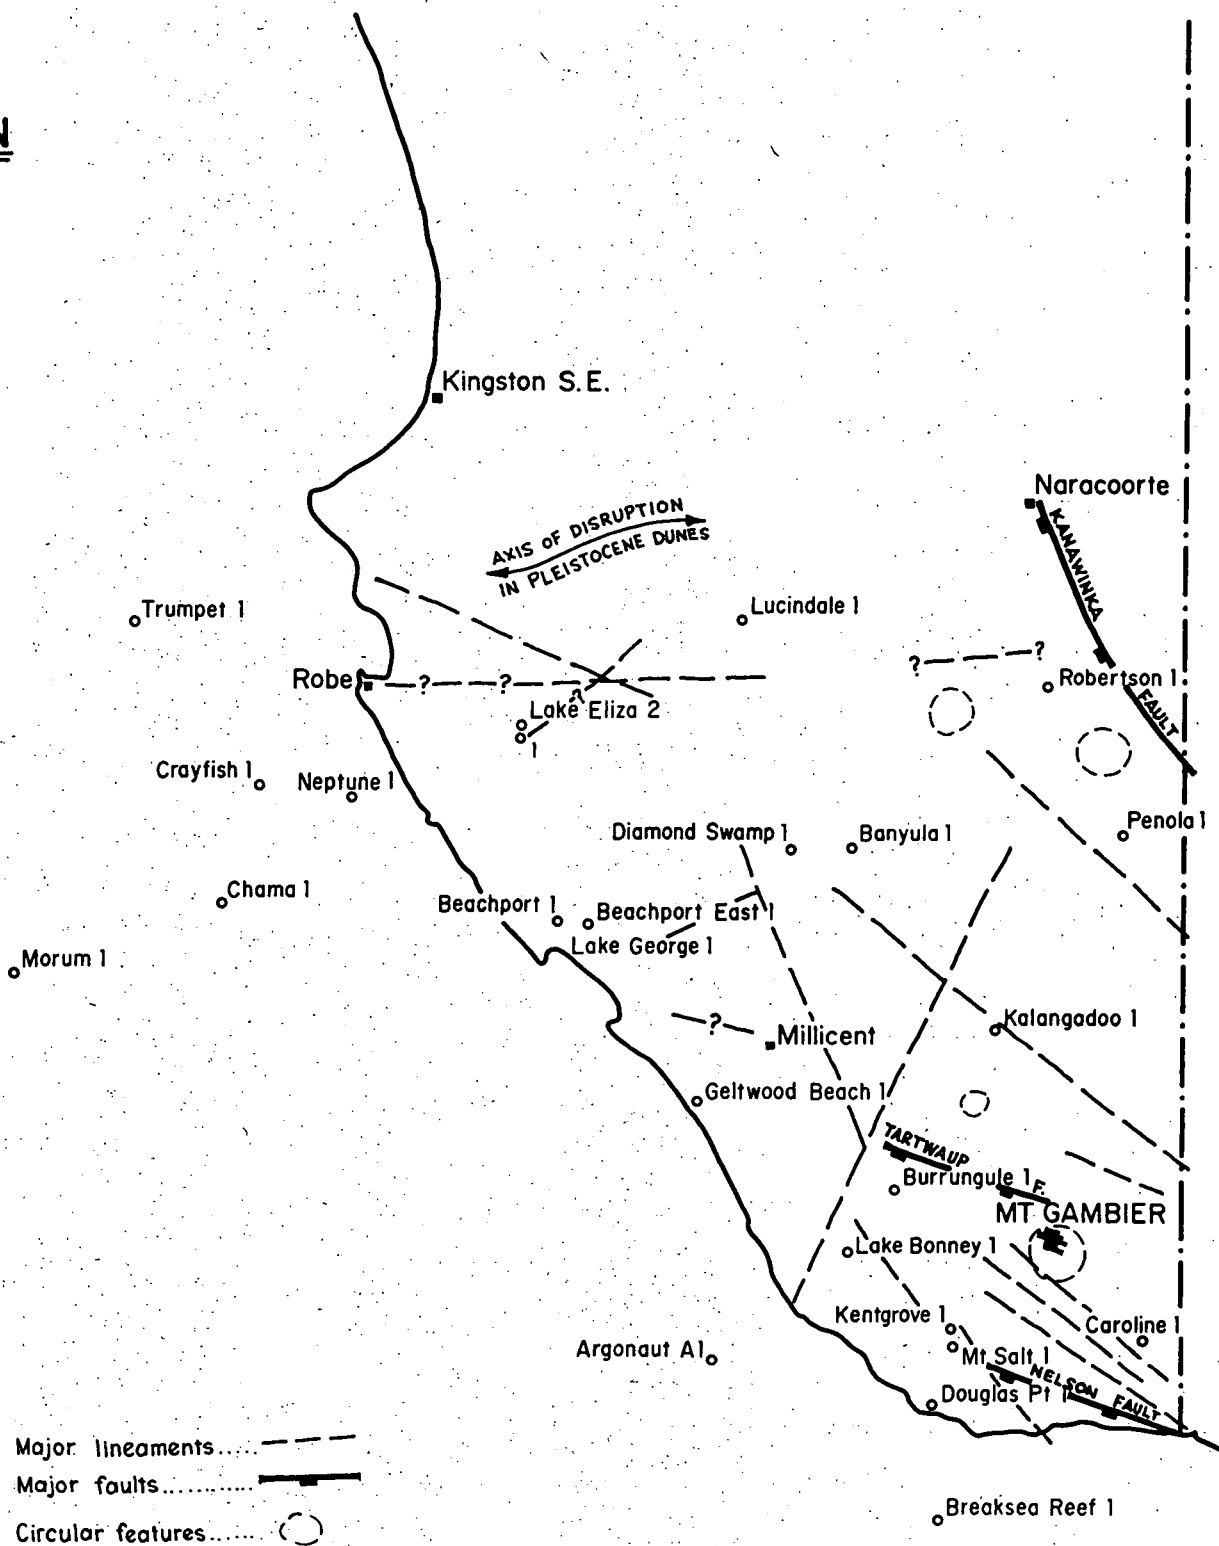 N
Kingston S.E.
Naracoorte
AXIS OF DISRUPTION
IN PLEISTOCENE DUNES
KANAWINKA
FAULT
Trumpet 1
Lucindale 1
? ?
Robertson 1
Robe
? ?
?
Lake Eliza 2
1
Crayfish 1
Neptune 1
Penola 1
Diamond Swamp 1
Banyula 1
Chama 1
Beachport 1
Beachport East 1
Lake George 1
Morum 1
?
Millicent
Kalangadoo 1
Geltwood Beach 1
TARTWAUP
F.
Burrungule 1
MT GAMBIER
Lake Bonney 1
Kentgrove 1
Caroline 1
Argonaut A1
Mt Salt 1
NELSON FAULT
Douglas Pt 1
Major lineaments.....
Major faults............
Circular features......
Breaksea Reef 1